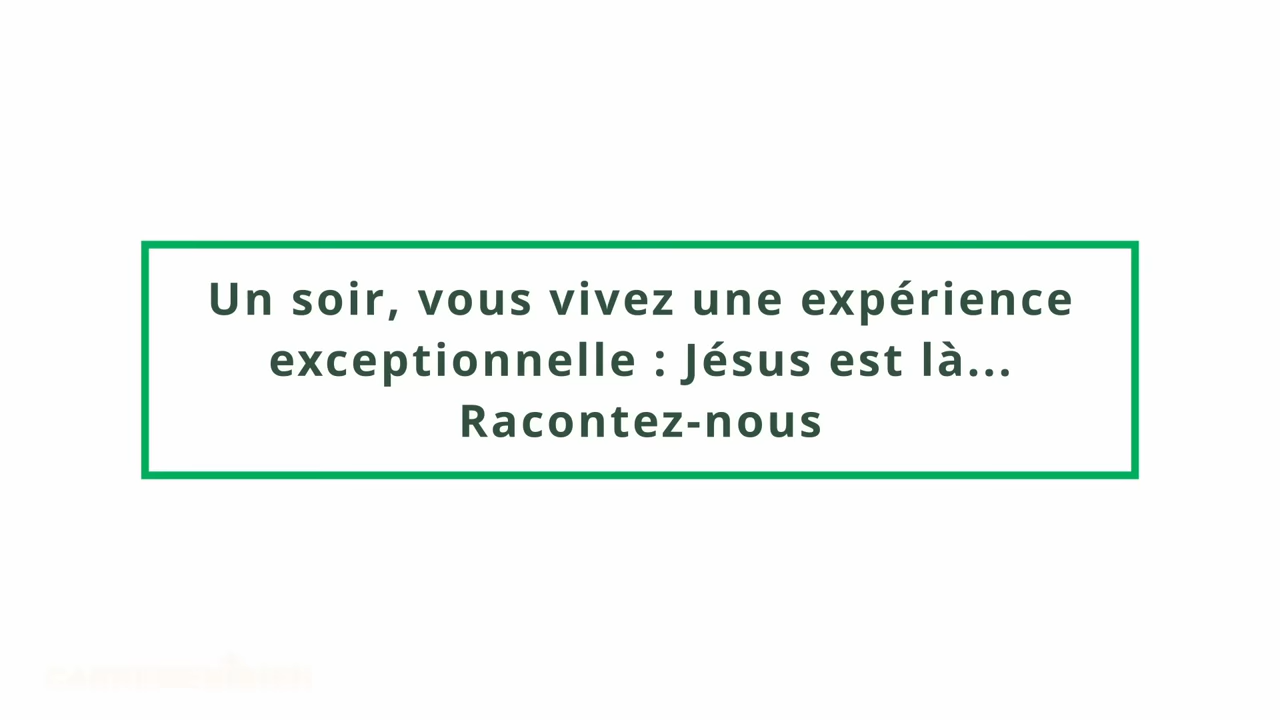 Un soir, vous vivez une expérience
exceptionnelle : Jésus est là...
Racontez-nous